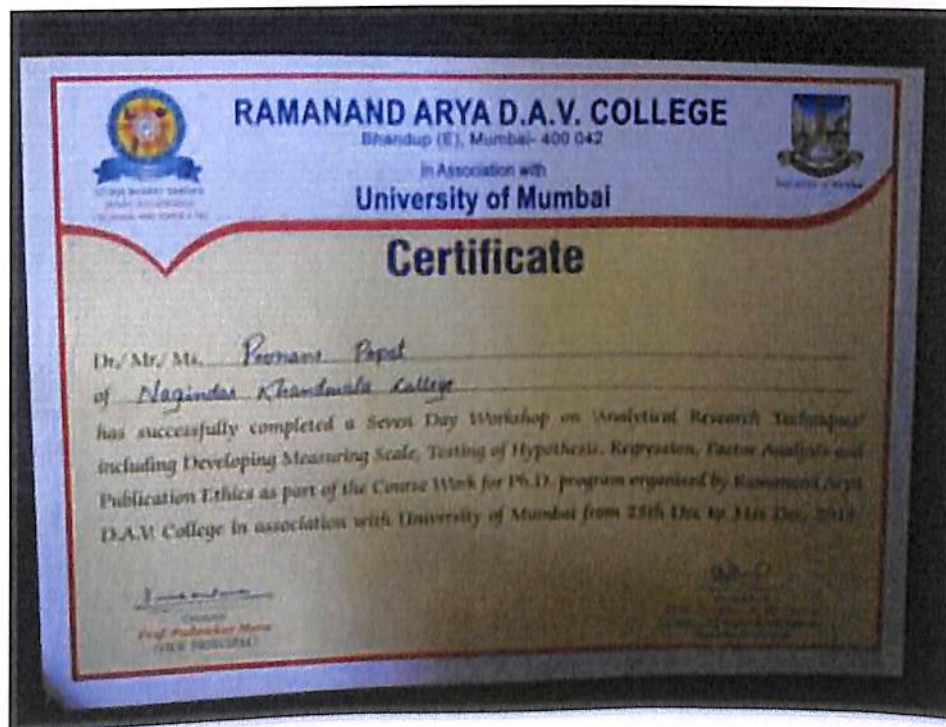 RAMANAND ARYA D.A.V. COLLEGE
Bhandup (E), Mumbai- 400 042
In Association with
University of Mumbai
Certificate
Dr./ Mr./ Ms. Poonam Popat
of Nagindas Khandwala College
has successfully completed a Seven Day Workshop on 'Analytical Research Techniques'
including Developing Measuring Scale, Testing of Hypothesis, Regression, Factor Analysis and
Publication Ethics as part of the Course Work for Ph.D. program organised by Ramanand Arya
D.A.V. College in association with University of Mumbai from Dec to Dec,
Prof.
(VICE PRINCIPAL)